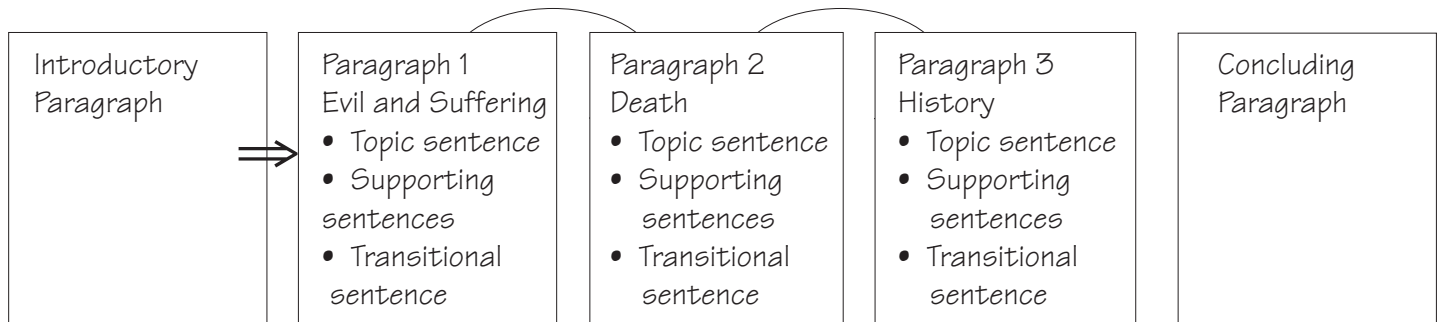 Introductory
Paragraph
Paragraph 1
Evil and Suffering
• Topic sentence
• Supporting
sentences
• Transitional
sentence
Paragraph 2
Death
• Topic sentence
• Supporting
sentences
• Transitional
sentence
Paragraph 3
History
• Topic sentence
• Supporting
sentences
• Transitional
sentence
Concluding
Paragraph